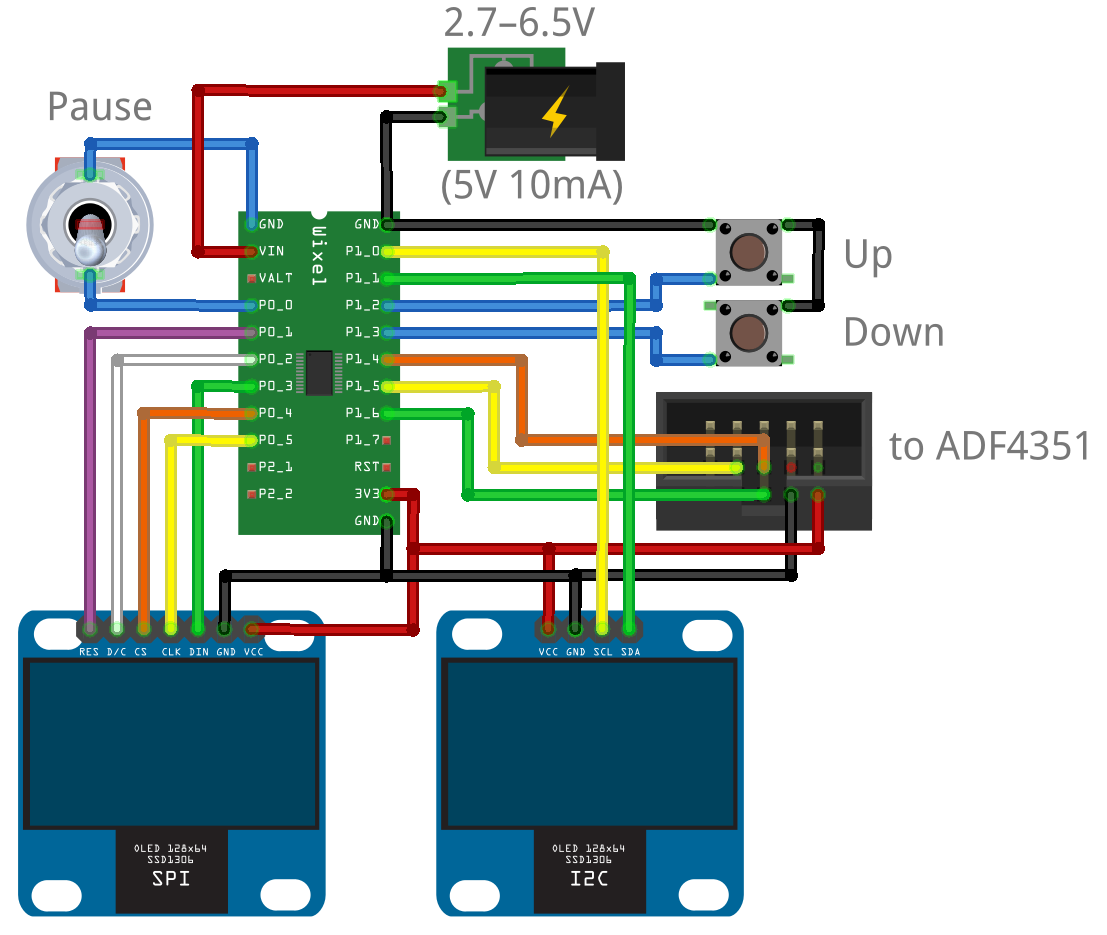 2.7–6.5V
Pause
(5V 10mA)
Wixel
GND
VIN
VALT
P0_0
P0_1
P0_2
P0_3
P0_4
P0_5
P2_1
P2_2
GND
P1_0
P1_1
P1_2
P1_3
P1_4
P1_5
P1_6
P1_7
RST
3V3
GND
Up
Down
to ADF4351
RES D/C CS CLK DIN GND VCC
OLED 128x64
SSD1306
SPI
VCC GND SCL SDA
OLED 128x64
SSD1306
I2C